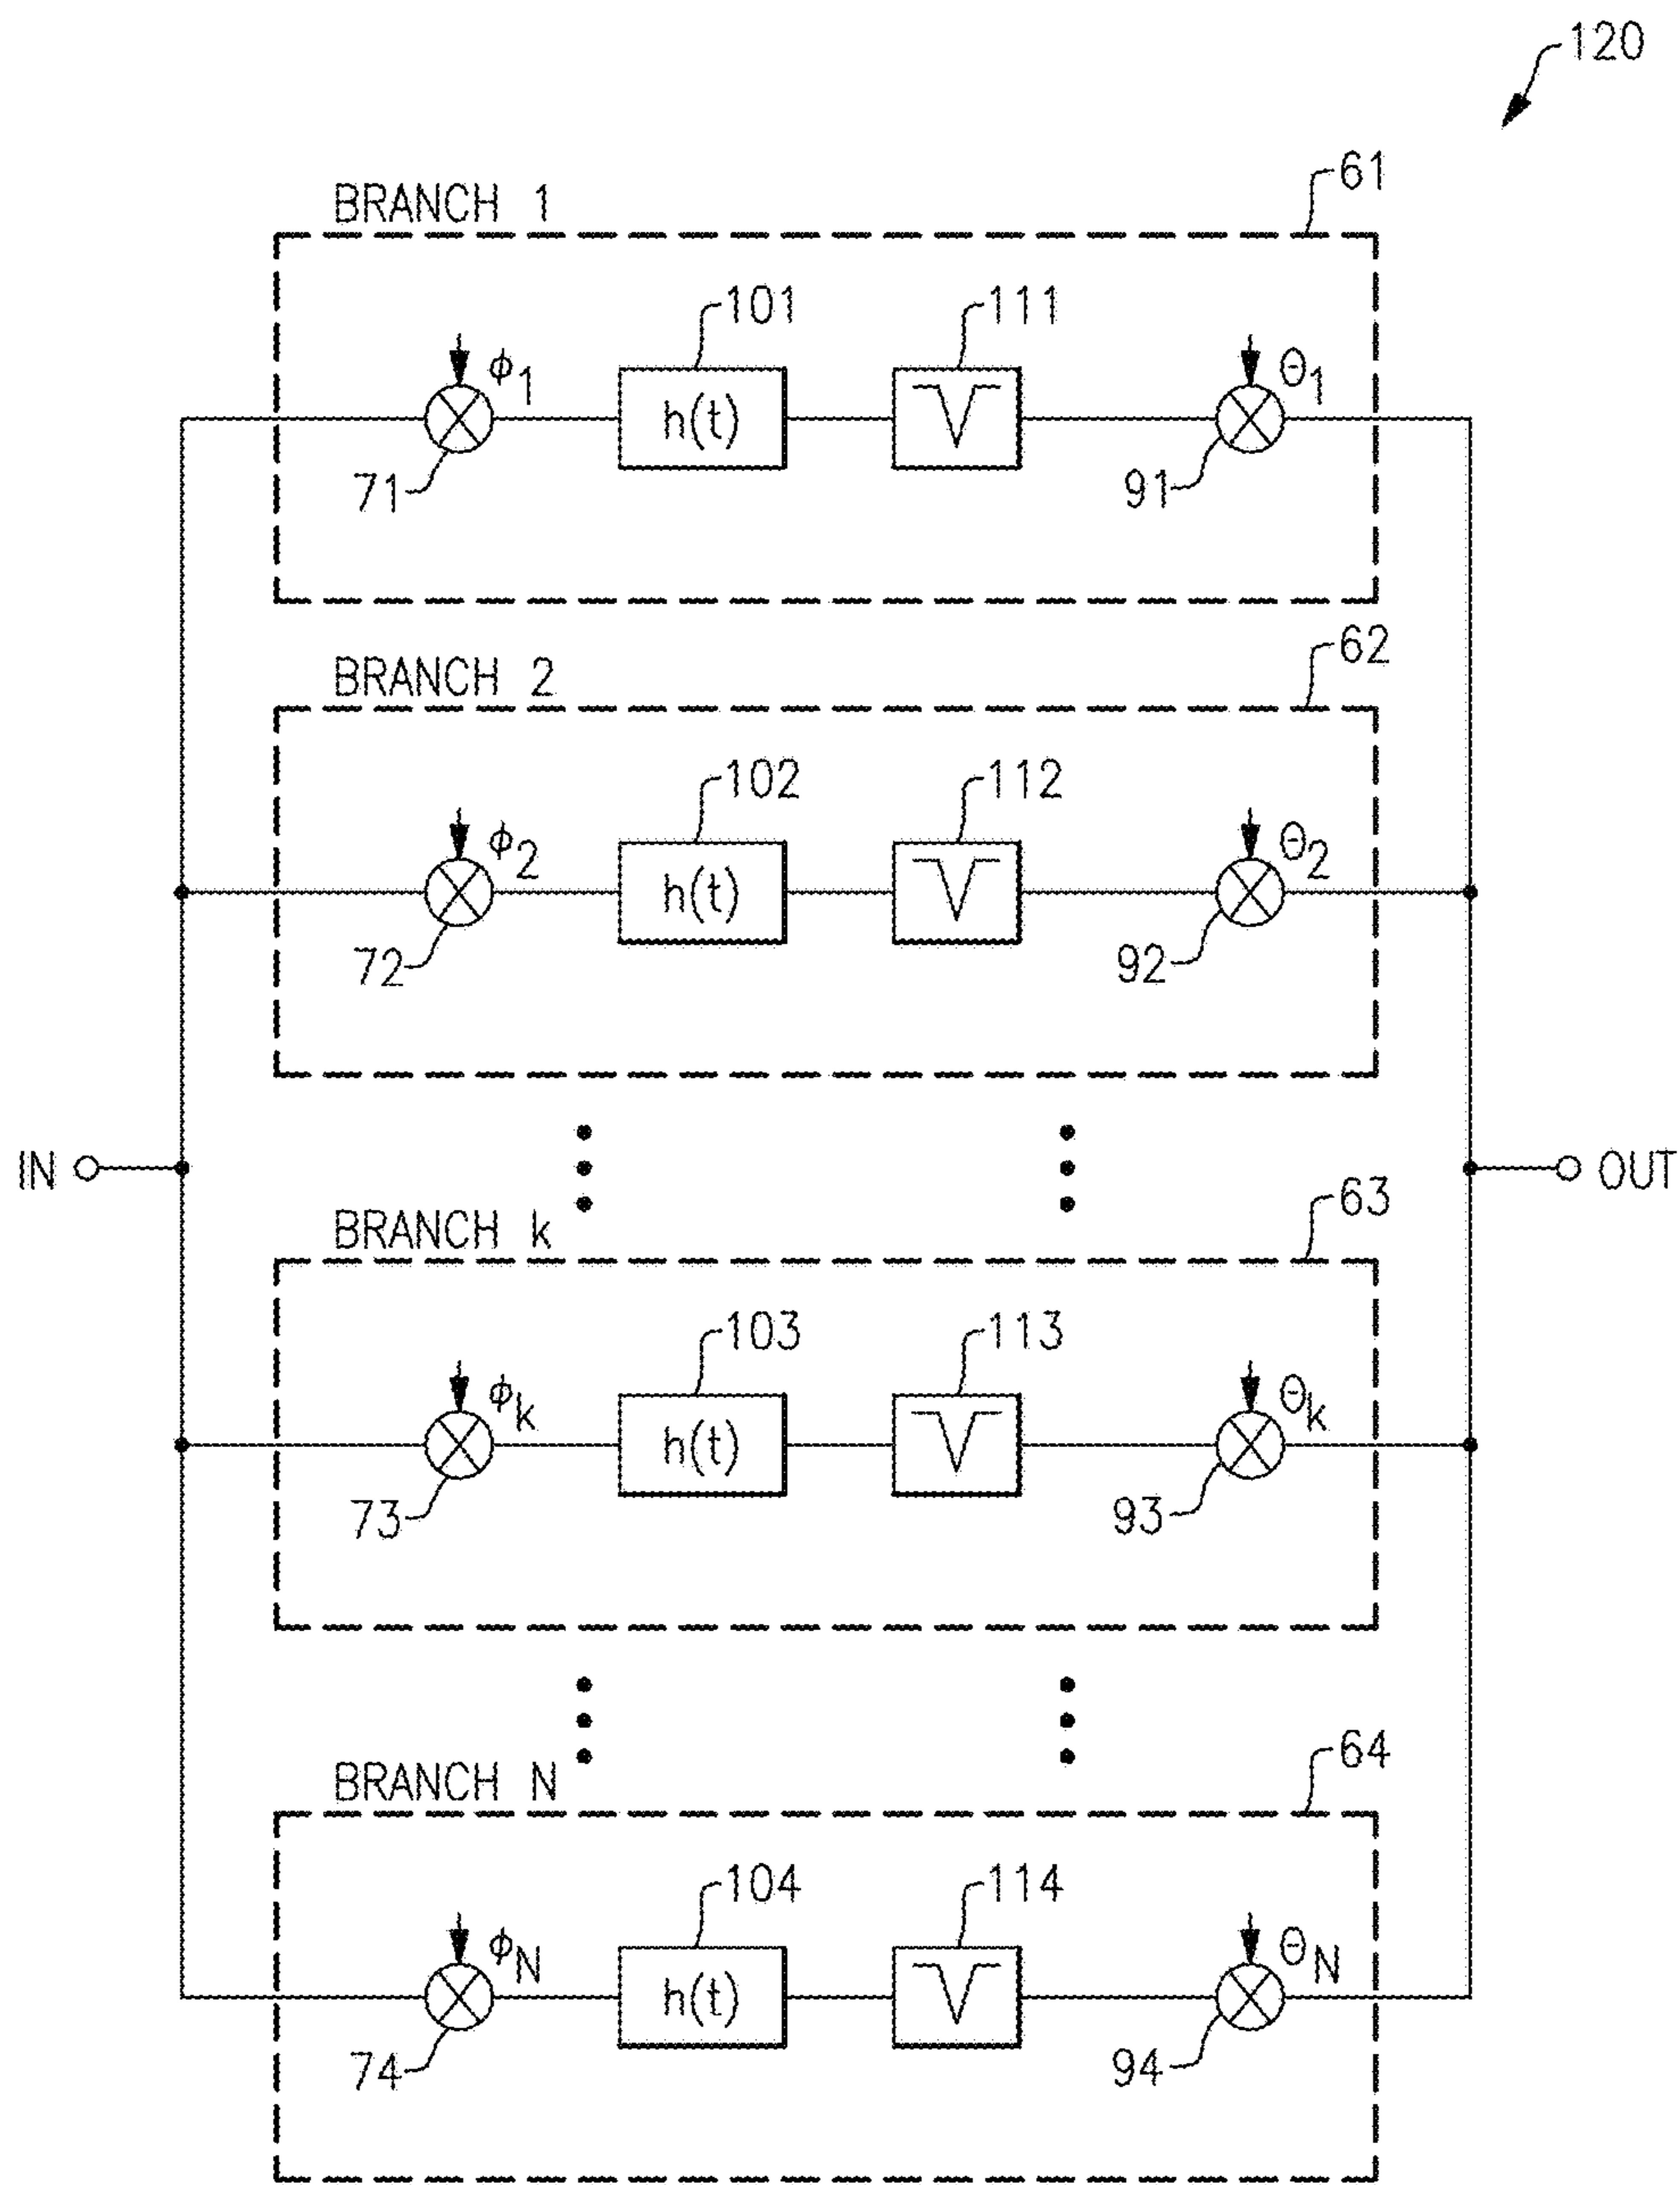 120
BRANCH 1
61
101
111
ϕ1
θ1
h(t)
71
91
BRANCH 2
62
102
112
ϕ2
θ2
h(t)
72
92
IN
OUT
BRANCH k
63
103
113
ϕk
θk
h(t)
73
93
BRANCH N
64
104
114
ϕN
θN
h(t)
74
94